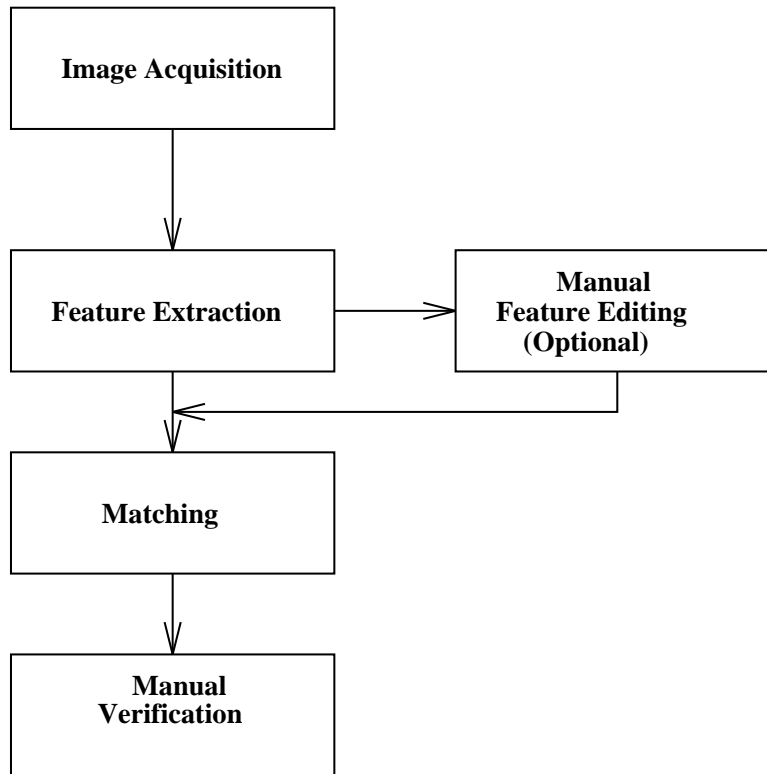 Image Acquisition
Feature Extraction
Manual
Feature Editing
(Optional)
Matching
Manual
Verification